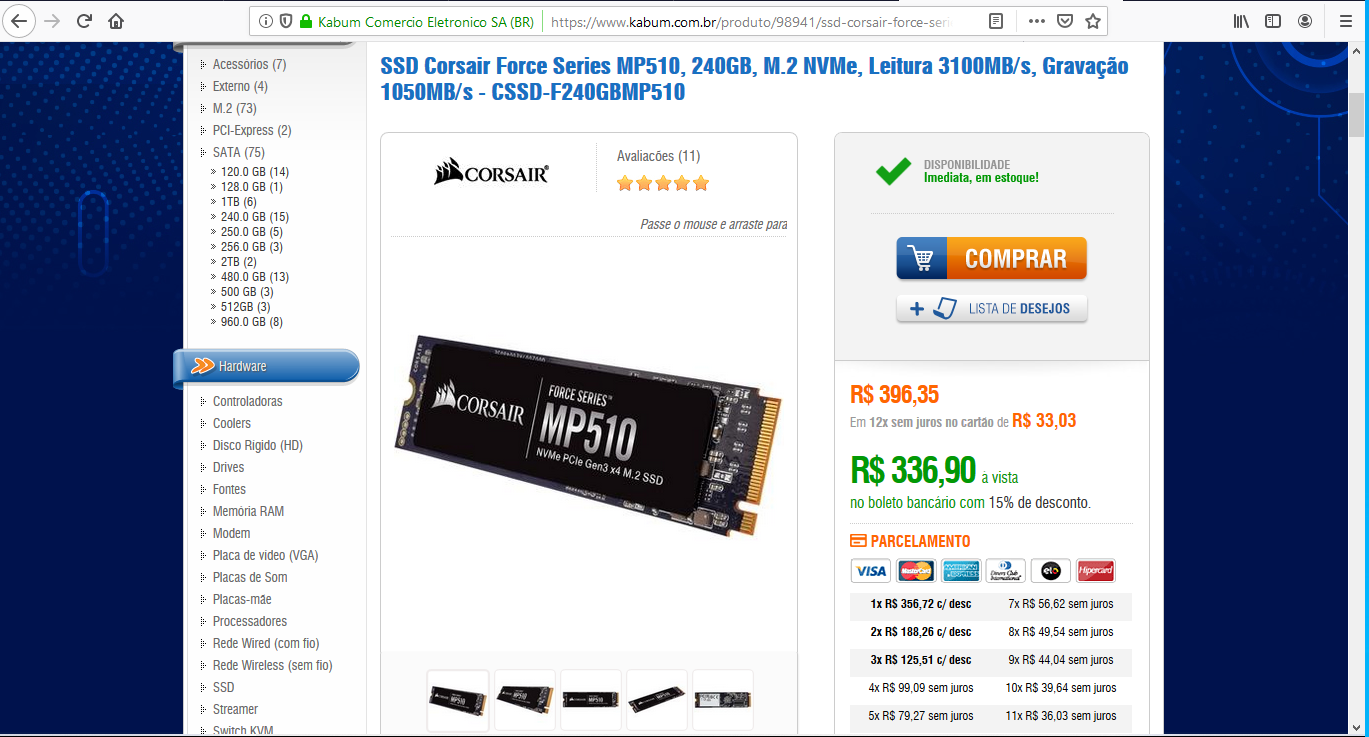 Kabum Comercio Eletronico SA (BR)
https://www.kabum.com.br/produto/98941/ssd-corsair-force-seri
Acessórios (7)
Externo (4)
M.2 (73)
PCI-Express (2)
SATA (75)
120.0 GB (14)
128.0 GB (1)
1TB (6)
240.0 GB (15)
250.0 GB (5)
256.0 GB (3)
2TB (2)
480.0 GB (13)
500 GB (3)
512GB (3)
960.0 GB (8)
Hardware
Controladoras
Coolers
Disco Rigido (HD)
Drives
Fontes
Memória RAM
Modem
Placa de video (VGA)
Placas de Som
Placas-mãe
Processadores
Rede Wired (com fio)
Rede Wireless (sem fio)
SSD
Streamer
Switch KVM
SSD Corsair Force Series MP510, 240GB, M.2 NVMe, Leitura 3100MB/s, Gravação
1050MB/s - CSSD-F240GBMP510
CORSAIR
Avaliacões (11)
Passe o mouse e arraste para
CORSAIR
FORCE SERIES™
MP510
NVMe PCIe Gen3 x4 M.2 SSD
DISPONIBILIDADE
Imediata, em estoque!
COMPRAR
LISTA DE DESEJOS
R$ 396,35
Em 12x sem juros no cartão de R$ 33,03
R$ 336,90 à vista
no boleto bancário com 15% de desconto.
PARCELAMENTO
VISA MasterCard AMERICAN EXPRESS Diners Club International elo Hipercard
1x R$ 356,72 c/ desc 7x R$ 56,62 sem juros
2x R$ 188,26 c/ desc 8x R$ 49,54 sem juros
3x R$ 125,51 c/ desc 9x R$ 44,04 sem juros
4x R$ 99,09 sem juros 10x R$ 39,64 sem juros
5x R$ 79,27 sem juros 11x R$ 36,03 sem juros